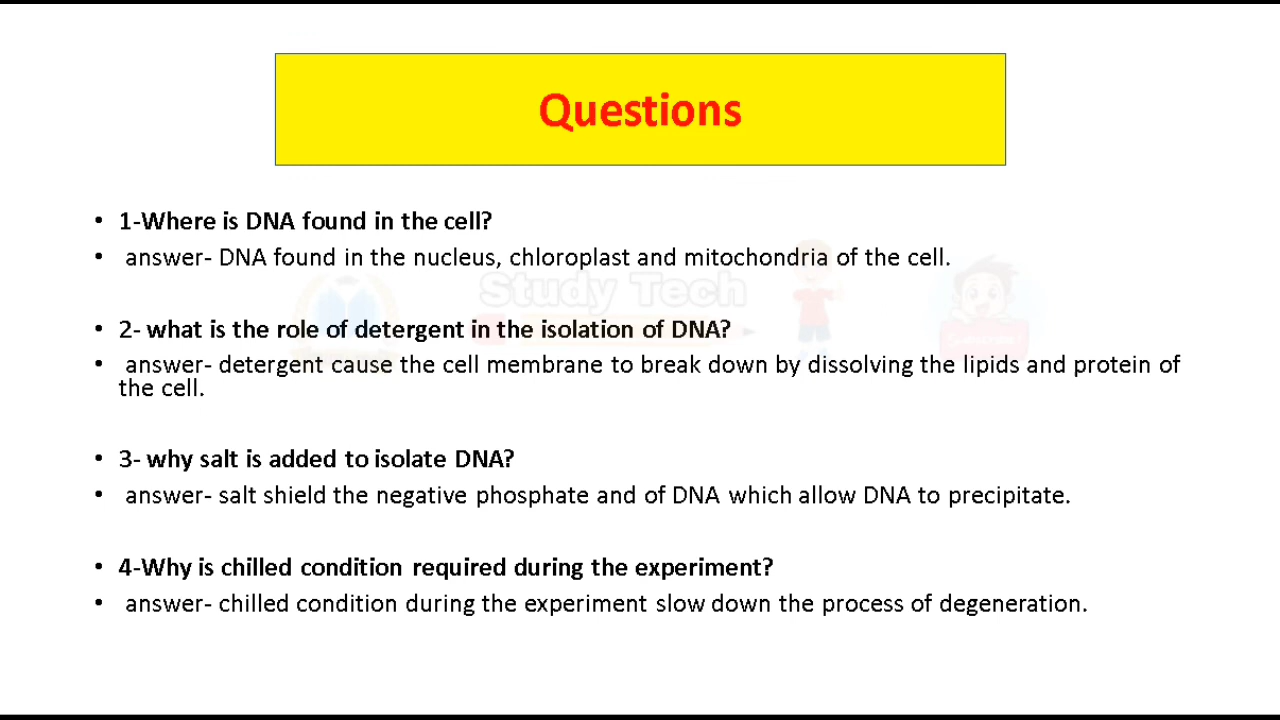 Questions
• 1-Where is DNA found in the cell?
• answer- DNA found in the nucleus, chloroplast and mitochondria of the cell.
Study Tech
• 2- what is the role of detergent in the isolation of DNA?
• answer- detergent cause the cell membrane to break down by dissolving the lipids and protein of
the cell.
• 3- why salt is added to isolate DNA?
• answer- salt shield the negative phosphate and of DNA which allow DNA to precipitate.
• 4-Why is chilled condition required during the experiment?
• answer- chilled condition during the experiment slow down the process of degeneration.